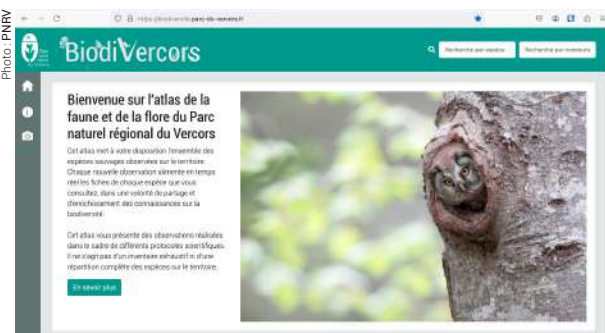 Photo : PNRV
https://biodiversite.parc-du-vercors.fr
BiodiVercors
Recherche par espèce
Recherche par commune
Bienvenue sur l'atlas de la
faune et de la flore du Parc
naturel régional du Vercors
Cet atlas met à votre disposition l'ensemble des
espèces sauvages observées sur le territoire.
Chaque nouvelle observation alimente en temps
réel les fiches de chaque espèce que vous
consultez, dans une volonté de partage et
d'enrichissement des connaissances sur la
biodiversité.
Cet atlas vous présente des observations réalisées
dans le cadre de différents protocoles scientifiques.
Il ne s'agit pas d'un inventaire exhaustif ni d'une
répartition complète des espèces sur le territoire.
En savoir plus